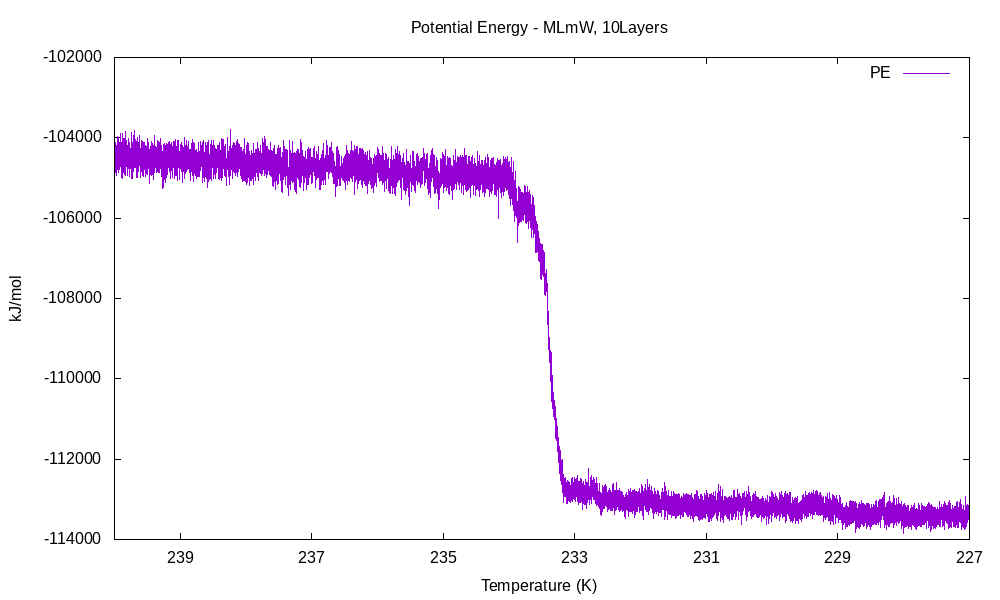 Potential Energy - MLmW, 10Layers
PE
-102000
-104000
-106000
-108000
-110000
-112000
-114000
kJ/mol
239 237 235 233 231 229 227
Temperature (K)